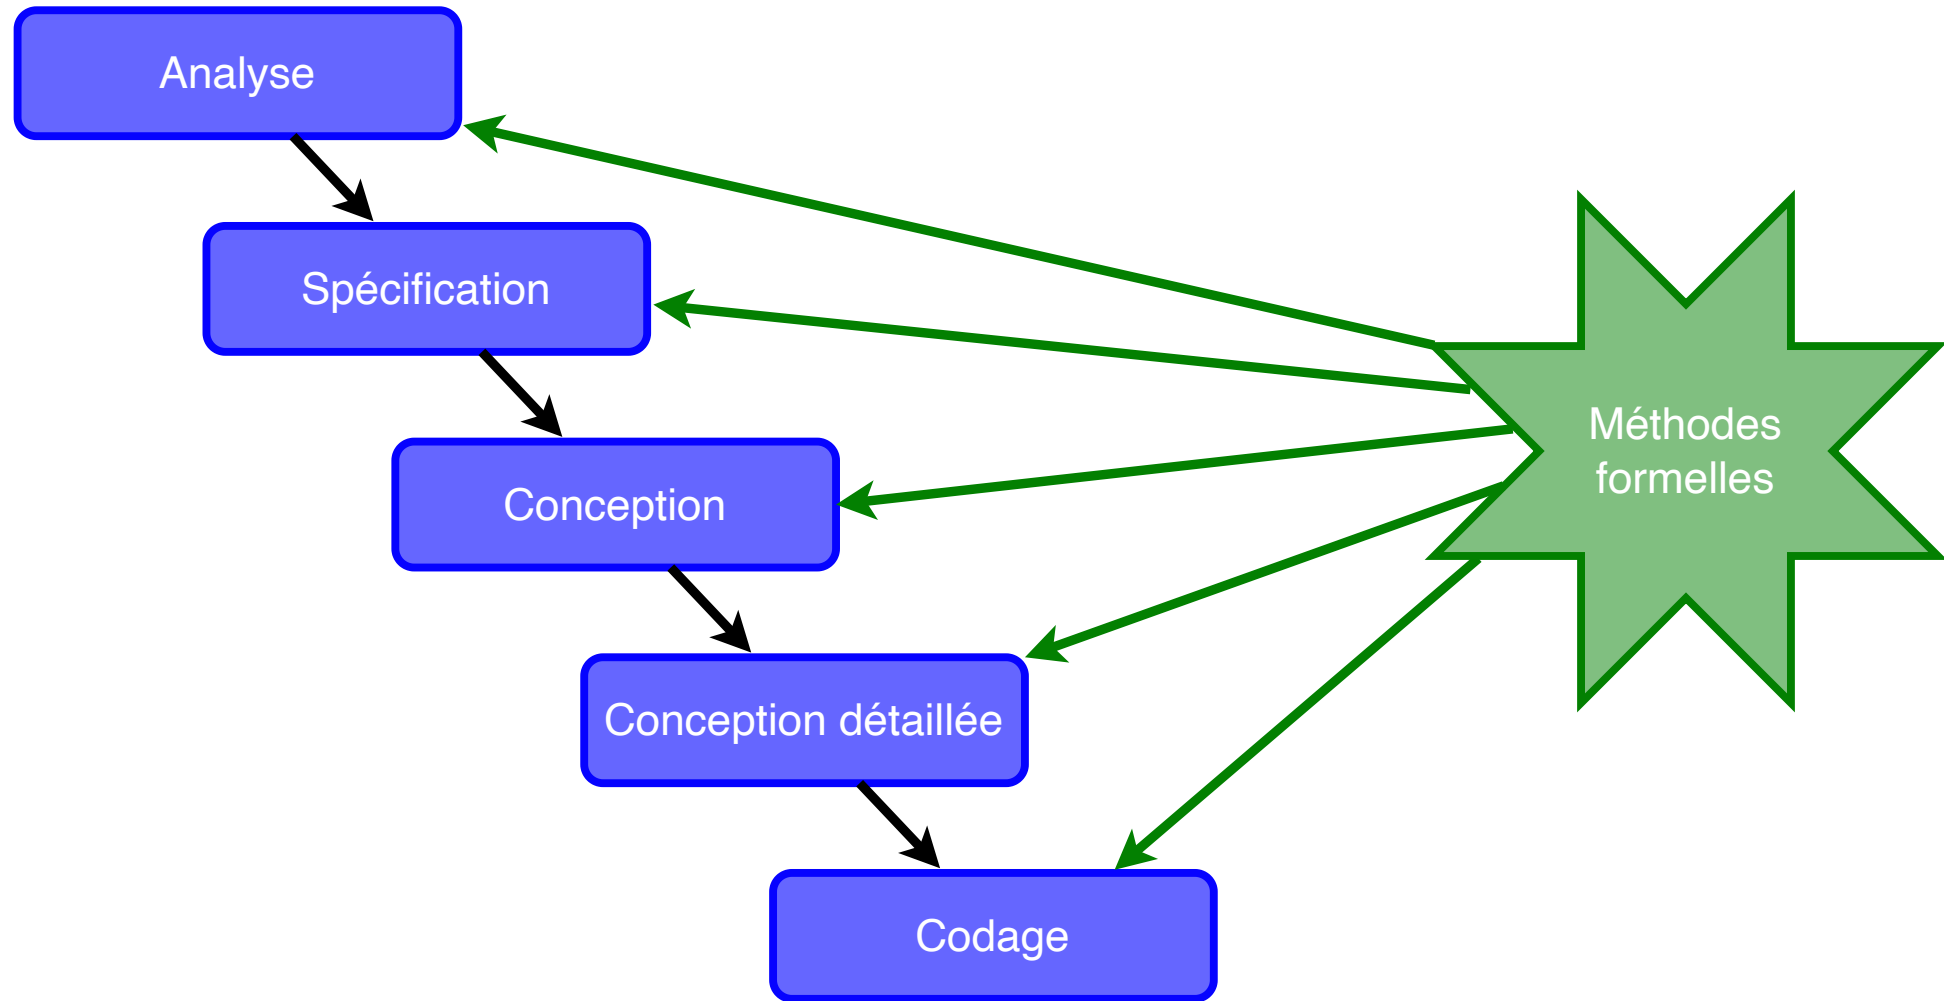 Analyse
Spécification
Conception
Conception détaillée
Codage
Méthodes
formelles